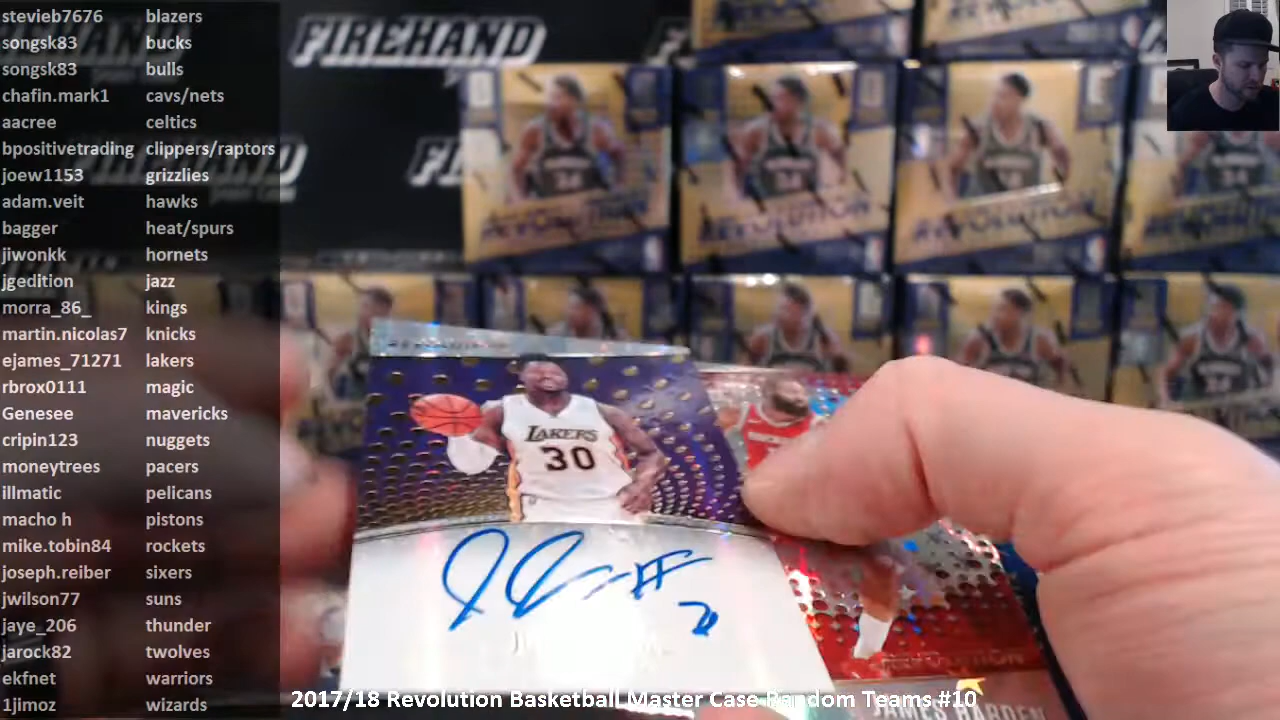 stevieb7676 blazers
songsk83 bucks
songsk83 bulls
chafin.mark1 cavs/nets
aacree celtics
bpositivetrading clippers/raptors
joew1153 grizzlies
adam.veit hawks
bagger heat/spurs
jiwonkk hornets
jgedition jazz
morra_86_ kings
martin.nicolas7 knicks
ejames_71271 lakers
rbrox0111 magic
Genesee mavericks
cripin123 nuggets
moneytrees pacers
illmatic pelicans
macho h pistons
mike.tobin84 rockets
joseph.reiber sixers
jwilson77 suns
jaye_206 thunder
jarock82 twolves
ekfnet warriors
1jimoz wizards
FIREHAND
REVOLUTION REVOLUTION REVOLUTION
LAKERS
30
REVOLUTION
JAMES HARDEN
2017/18 Revolution Basketball Master Case Random Teams #10